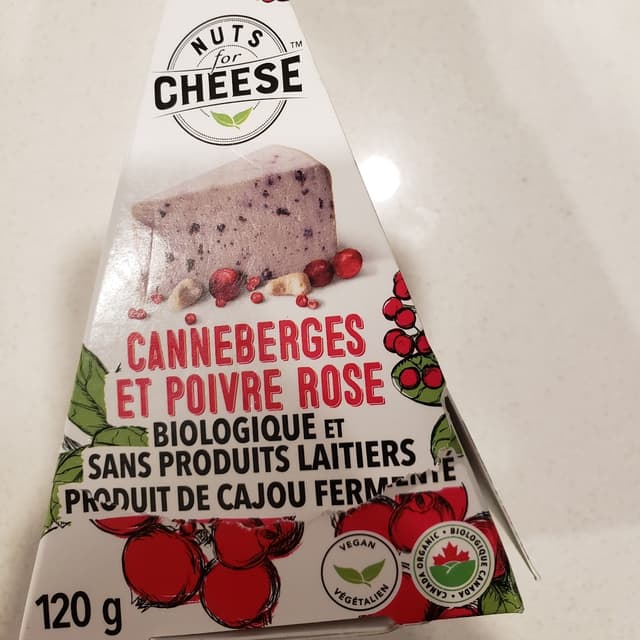 NUTS
for
CHEESE™
CANNEBERGES
ET POIVRE ROSE
BIOLOGIQUE ET
SANS PRODUITS LAITIERS
PRODUIT DE CAJOU FERMENTÉ
VEGAN
VÉGÉTALIEN
CANADA ORGANIC • BIOLOGIQUE CANADA •
120 g